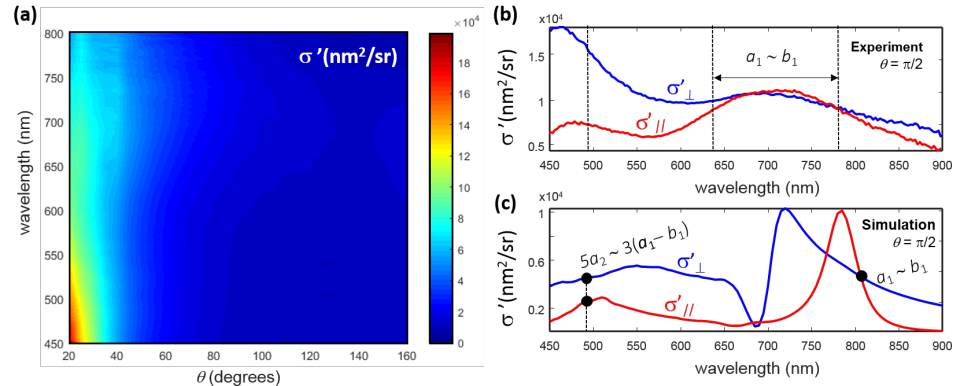 (a)
σ'(nm²/sr)
×10⁴
800
750
700
650
600
550
500
450
wavelength (nm)
20 40 60 80 100 120 140 160
θ (degrees)
18
16
14
12
10
8
6
4
2
0
(b)
×10⁴
Experiment
θ = π/2
a₁ ~ b₁
σ'⊥
σ'//
1.5
1
0.5
σ'(nm²/sr)
450 500 550 600 650 700 750 800 850 900
wavelength (nm)
(c)
×10⁴
Simulation
θ = π/2
5a₂ ~ 3(a₁ – b₁)
σ'⊥
σ'//
a₁ ~ b₁
1
0.6
0.2
σ'(nm²/sr)
450 500 550 600 650 700 750 800 850 900
wavelength (nm)